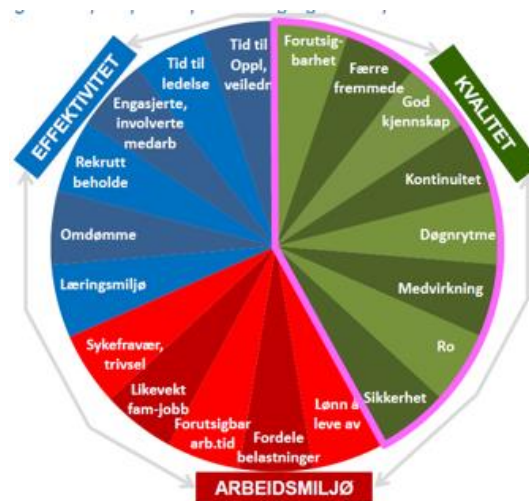 EFFEKTIVITET
KVALITET
Forutsig-
barhet
Færre
fremmede
God
kjennskap
Kontinuitet
Døgnrytme
Medvirkning
Ro
Sikkerhet
Lønn å
leve av
Fordele
belastninger
Forutsigbar
arb.tid
Likevekt
fam-jobb
Sykefravær,
trivsel
Læringsmiljø
Omdømme
Rekrutt
beholde
Engasjerte,
involverte
medarb
Tid til
ledelse
Tid til
Oppl,
veiledn
ARBEIDSMILJØ